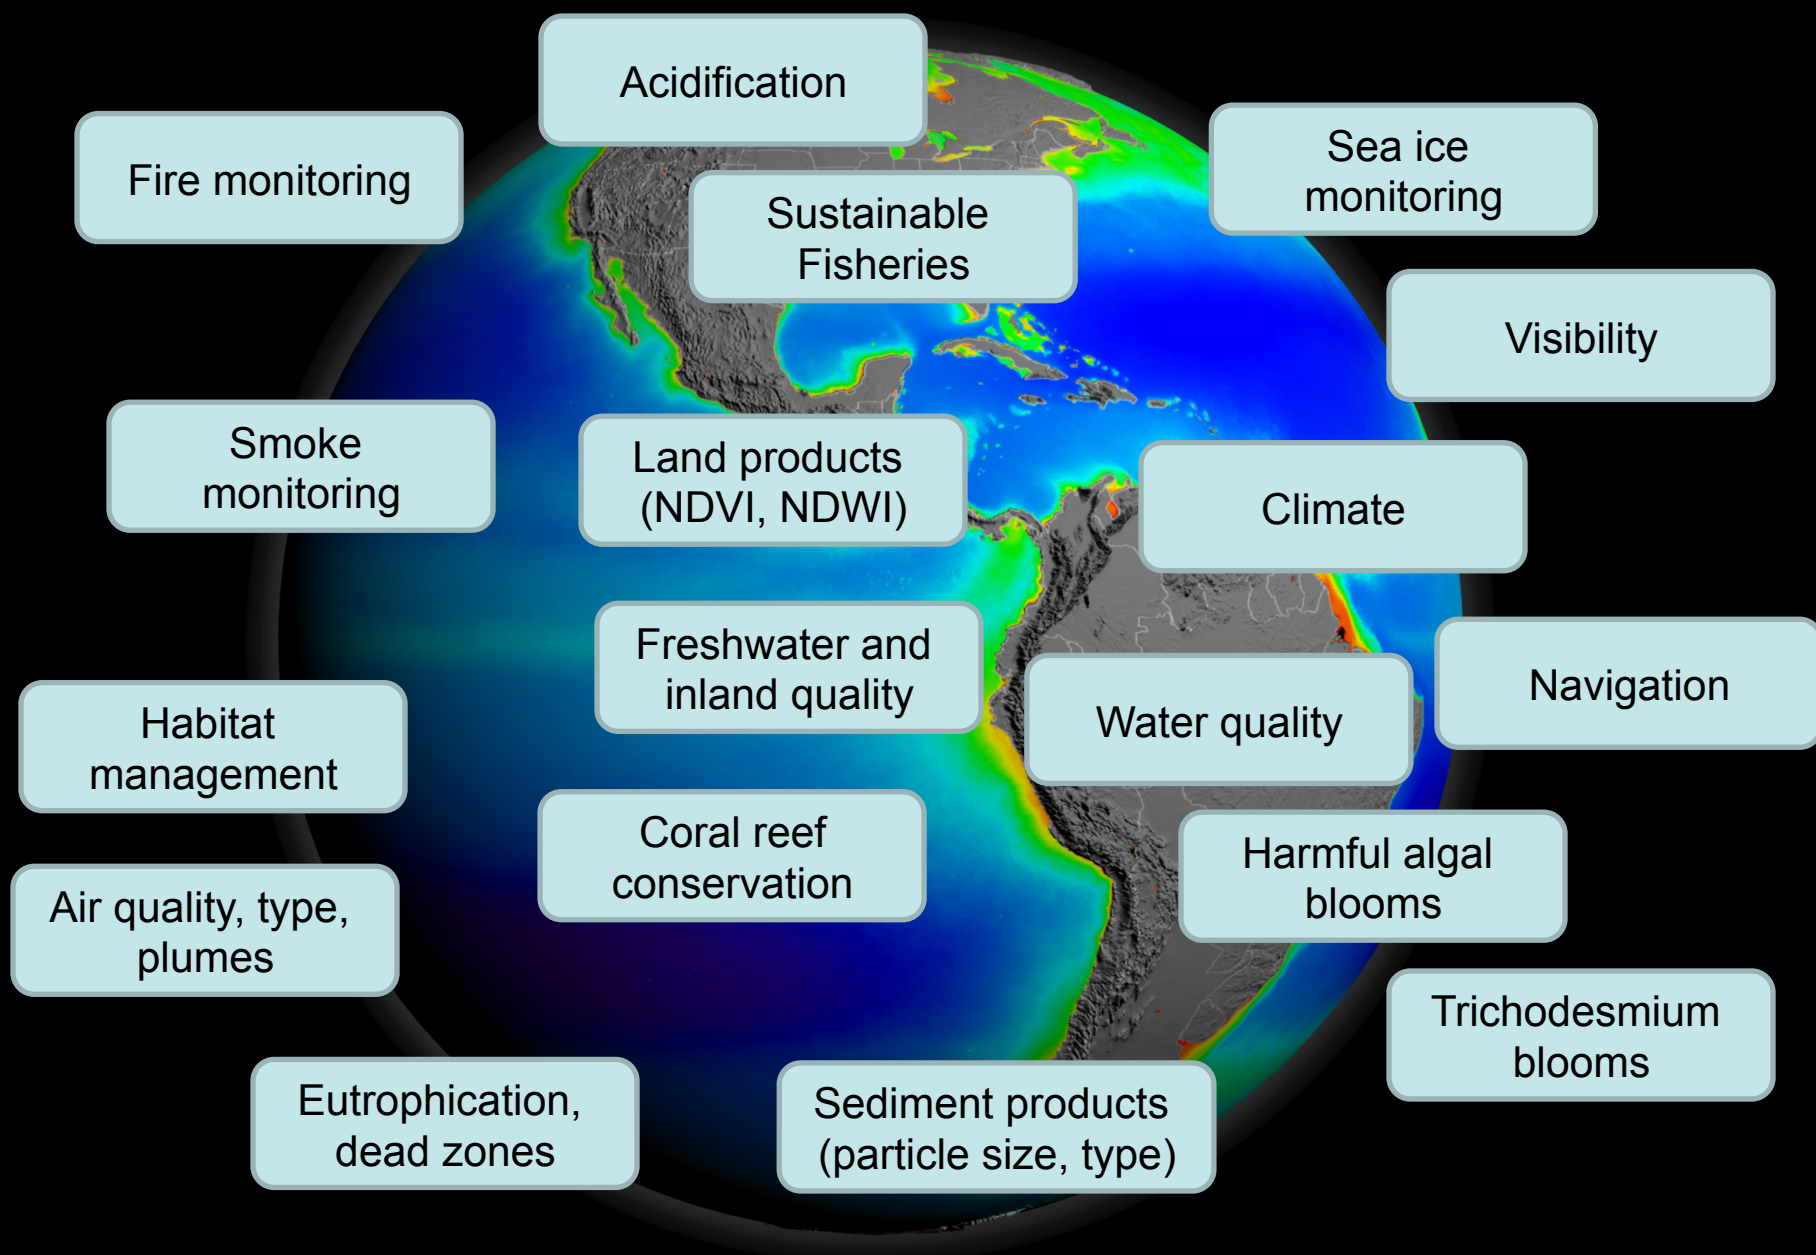 Acidification
Fire monitoring
Sea ice
monitoring
Sustainable
Fisheries
Visibility
Smoke
monitoring
Land products
(NDVI, NDWI)
Climate
Freshwater and
inland quality
Navigation
Water quality
Habitat
management
Coral reef
conservation
Harmful algal
blooms
Air quality, type,
plumes
Trichodesmium
blooms
Eutrophication,
dead zones
Sediment products
(particle size, type)